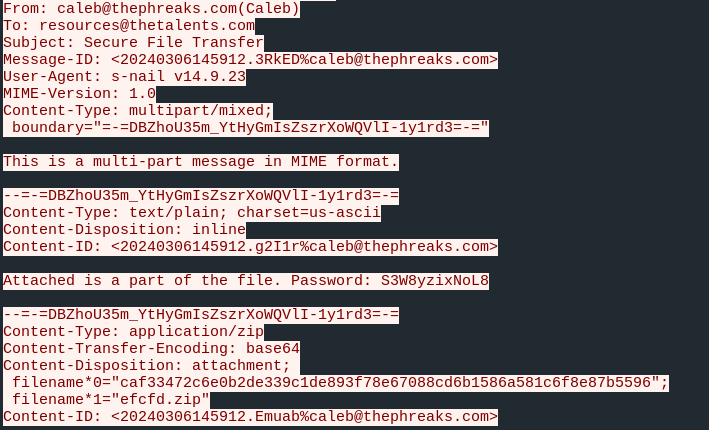 From: caleb@thephreaks.com(Caleb)
To: resources@thetalents.com
Subject: Secure File Transfer
Message-ID: <20240306145912.3RkED%caleb@thephreaks.com>
User-Agent: s-nail v14.9.23
MIME-Version: 1.0
Content-Type: multipart/mixed;
 boundary="=-=DBZhoU35m_YtHyGmIsZszrXoWQVlI-1y1rd3=-="
This is a multi-part message in MIME format.
--=-=DBZhoU35m_YtHyGmIsZszrXoWQVlI-1y1rd3=-=
Content-Type: text/plain; charset=us-ascii
Content-Disposition: inline
Content-ID: <20240306145912.g2I1r%caleb@thephreaks.com>
Attached is a part of the file. Password: S3W8yzixNoL8
--=-=DBZhoU35m_YtHyGmIsZszrXoWQVlI-1y1rd3=-=
Content-Type: application/zip
Content-Transfer-Encoding: base64
Content-Disposition: attachment;
 filename*0="caf33472c6e0b2de339c1de893f78e67088cd6b1586a581c6f8e87b5596";
 filename*1="efcfd.zip"
Content-ID: <20240306145912.Emuab%caleb@thephreaks.com>